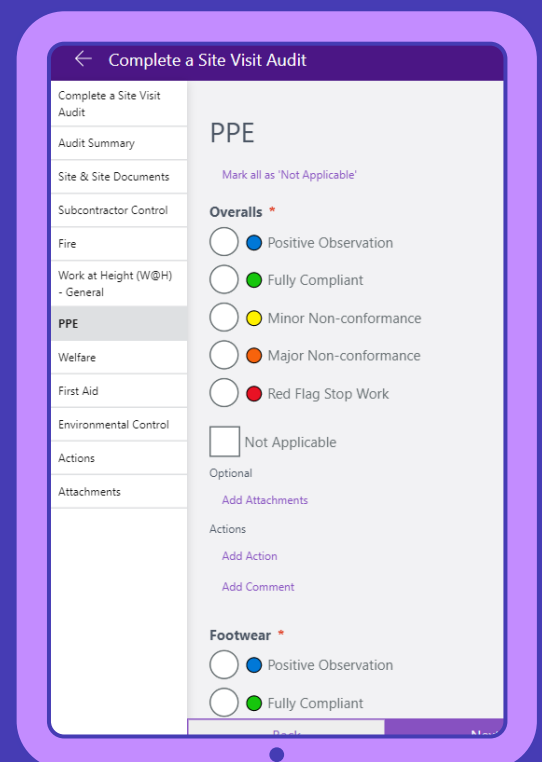 Complete a Site Visit Audit
Complete a Site Visit
Audit
Audit Summary
Site & Site Documents
Subcontractor Control
Fire
Work at Height (W@H)
- General
PPE
Welfare
First Aid
Environmental Control
Actions
Attachments
PPE
Mark all as 'Not Applicable'
Overalls *
Positive Observation
Fully Compliant
Minor Non-conformance
Major Non-conformance
Red Flag Stop Work
Not Applicable
Optional
Add Attachments
Actions
Add Action
Add Comment
Footwear *
Positive Observation
Fully Compliant
Back